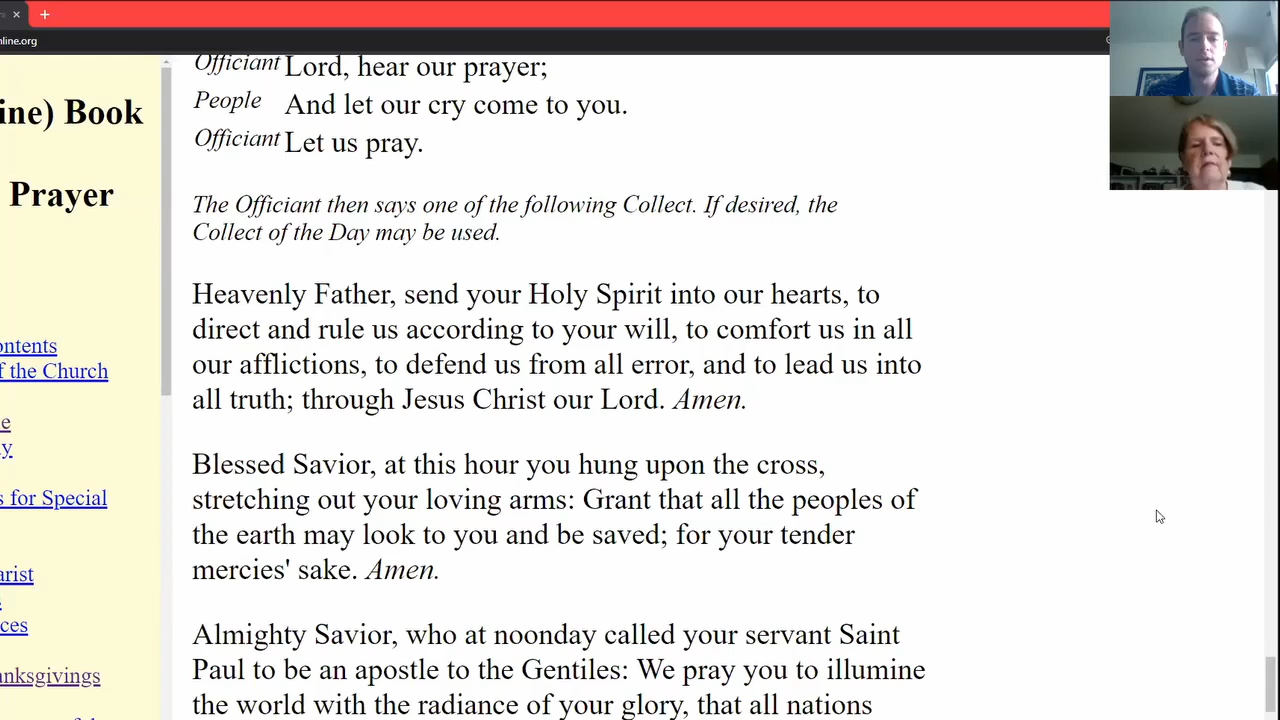 nline.org
ine) Book
Prayer
ontents
f the Church
e
y
s for Special
arist
s
ces
anksgivings
Officiant Lord, hear our prayer;
People And let our cry come to you.
Officiant Let us pray.
The Officiant then says one of the following Collect. If desired, the
Collect of the Day may be used.
Heavenly Father, send your Holy Spirit into our hearts, to
direct and rule us according to your will, to comfort us in all
our afflictions, to defend us from all error, and to lead us into
all truth; through Jesus Christ our Lord. Amen.
Blessed Savior, at this hour you hung upon the cross,
stretching out your loving arms: Grant that all the peoples of
the earth may look to you and be saved; for your tender
mercies' sake. Amen.
Almighty Savior, who at noonday called your servant Saint
Paul to be an apostle to the Gentiles: We pray you to illumine
the world with the radiance of your glory, that all nations